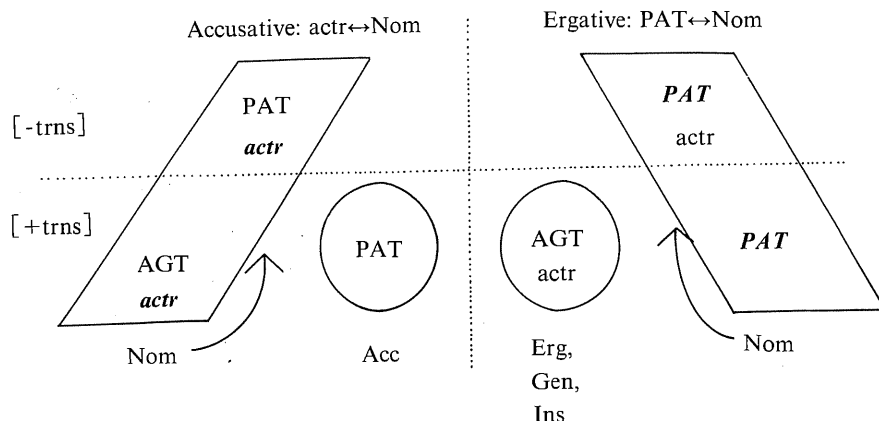 Accusative: actr↔Nom
Ergative: PAT↔Nom
[-trns]
PAT
actr
PAT
actr
[+trns]
AGT
actr
PAT
AGT
actr
PAT
Nom
Acc
Erg,
Gen,
Ins
Nom